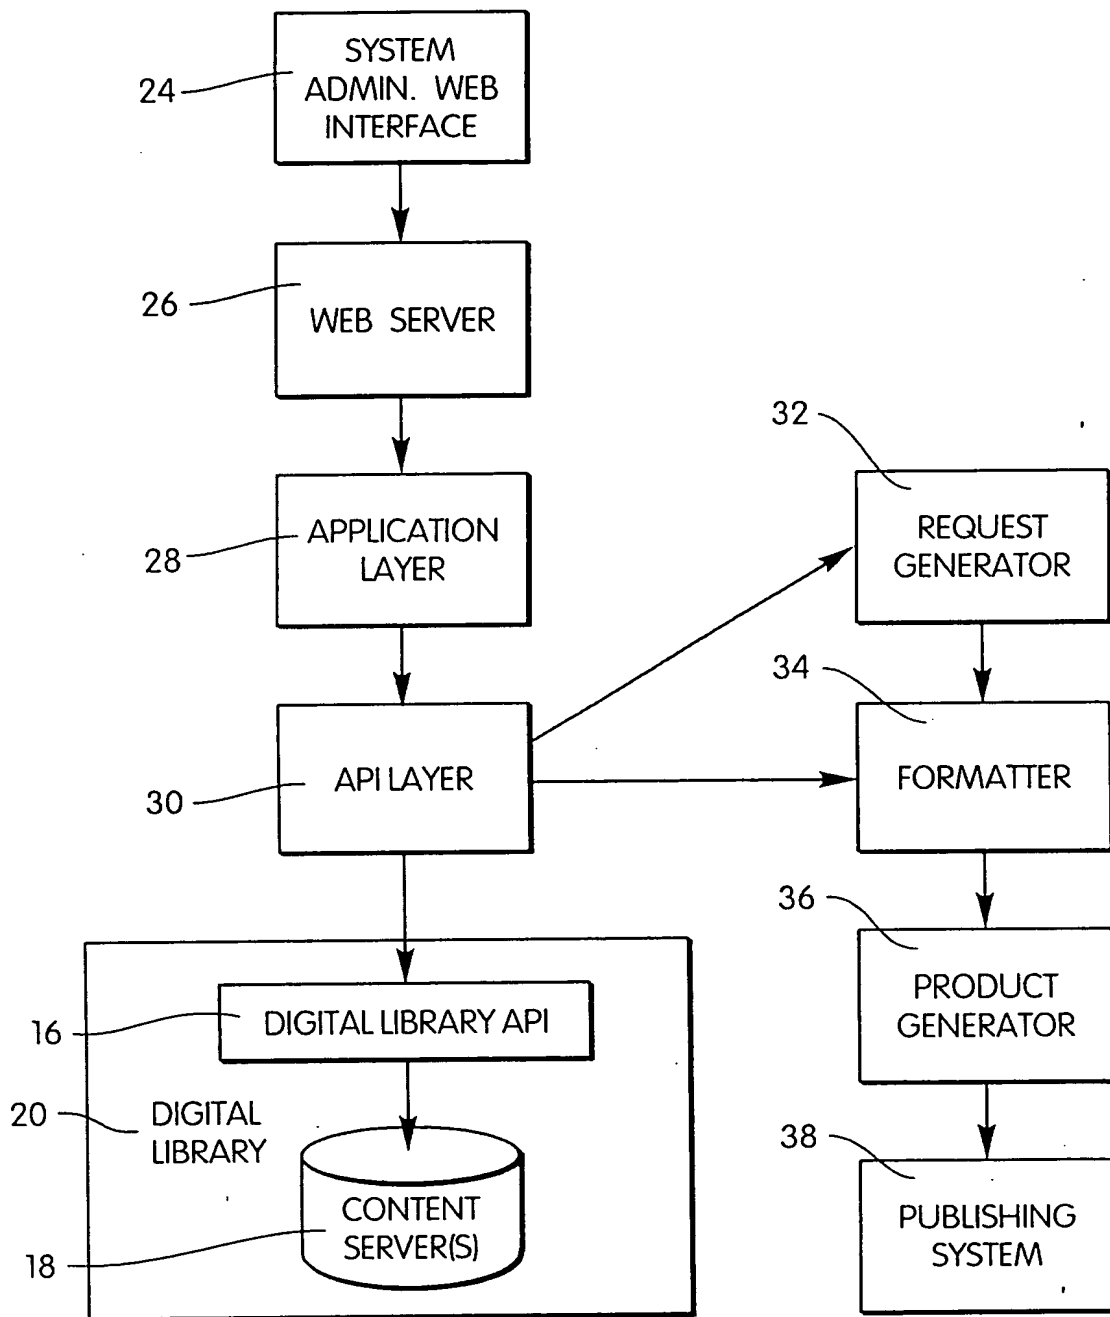 SYSTEM
ADMIN. WEB
INTERFACE
24
26
WEB SERVER
32
REQUEST
GENERATOR
28
APPLICATION
LAYER
34
FORMATTER
30
API LAYER
36
PRODUCT
GENERATOR
16
DIGITAL LIBRARY API
20
DIGITAL
LIBRARY
38
PUBLISHING
SYSTEM
CONTENT
SERVER(S)
18